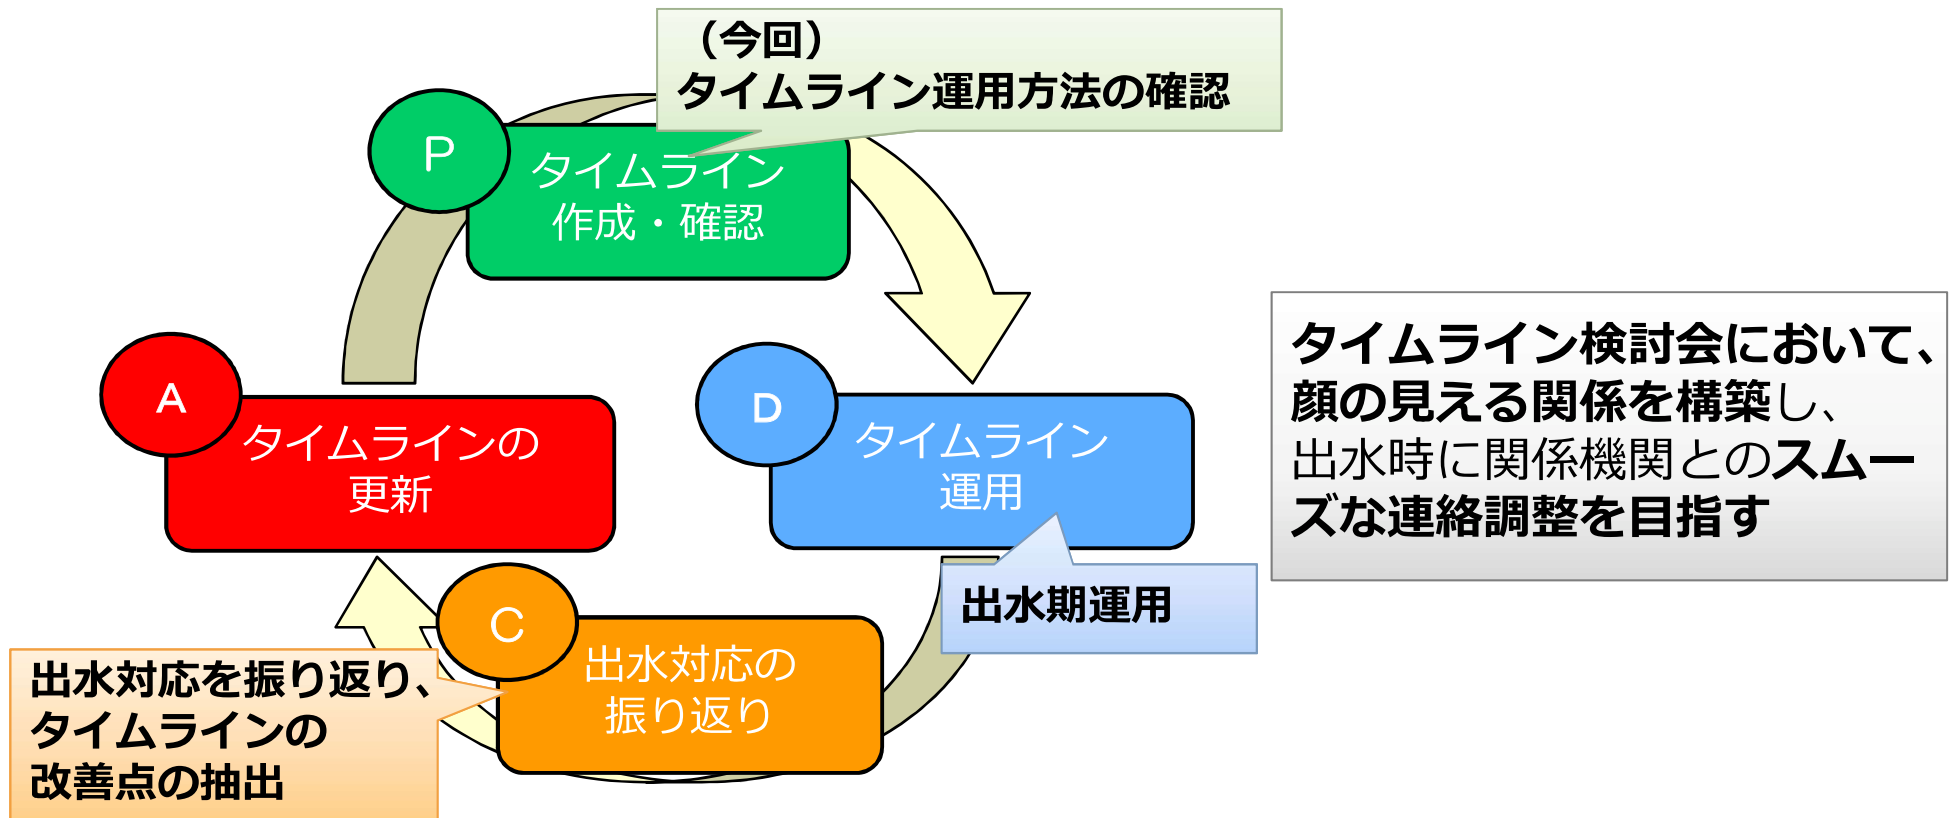 （今回）
タイムライン運用方法の確認
P
タイムライン
作成・確認
A
タイムラインの
更新
D
タイムライン
運用
出水期運用
C
出水対応の
振り返り
出水対応を振り返り、
タイムラインの
改善点の抽出
タイムライン検討会において、
顔の見える関係を構築し、
出水時に関係機関とのスムー
ズな連絡調整を目指す